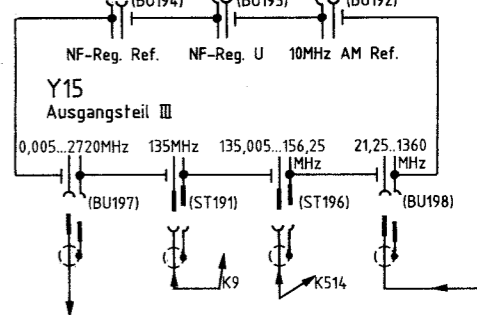 (BU194) (BU193) (BU192)
NF-Reg. Ref. NF-Reg. U 10MHz AM Ref.
Y15
Ausgangsteil III
0,005...2720MHz 135MHz 135,005...156,25 MHz 21,25..1360 MHz
(BU197) (ST191) (ST196) (BU198)
K9 K514